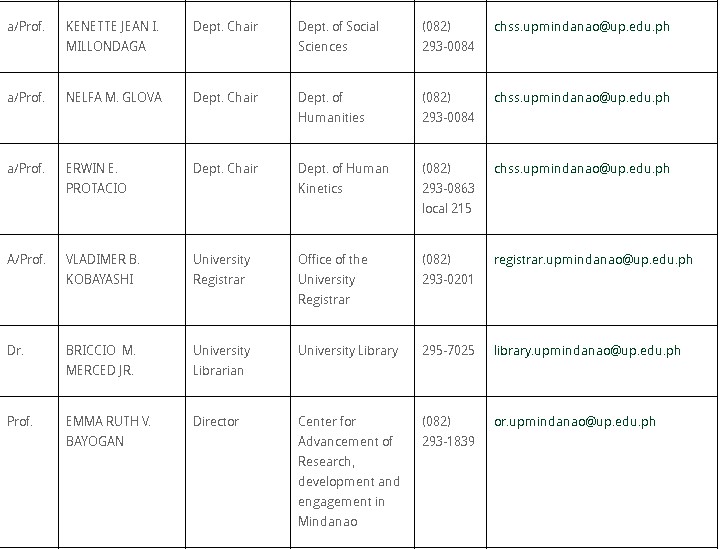 a/Prof. KENETTE JEAN I. Dept. Chair Dept. of Social (082) chss.upmindanao@up.edu.ph
MILLONDAGA Sciences 293-0084
a/Prof. NELFA M. GLOVA Dept. Chair Dept. of (082) chss.upmindanao@up.edu.ph
Humanities 293-0084
a/Prof. ERWIN E. Dept. Chair Dept. of Human (082) chss.upmindanao@up.edu.ph
PROTACIO Kinetics 293-0863
local 215
A/Prof. VLADIMER B. University Office of the (082) registrar.upmindanao@up.edu.ph
KOBAYASHI Registrar University 293-0201
Registrar
Dr. BRICCIO M. University University Library 295-7025 library.upmindanao@up.edu.ph
MERCED JR. Librarian
Prof. EMMA RUTH V. Director Center for (082) or.upmindanao@up.edu.ph
BAYOGAN Advancement of 293-1839
Research,
development and
engagement in
Mindanao